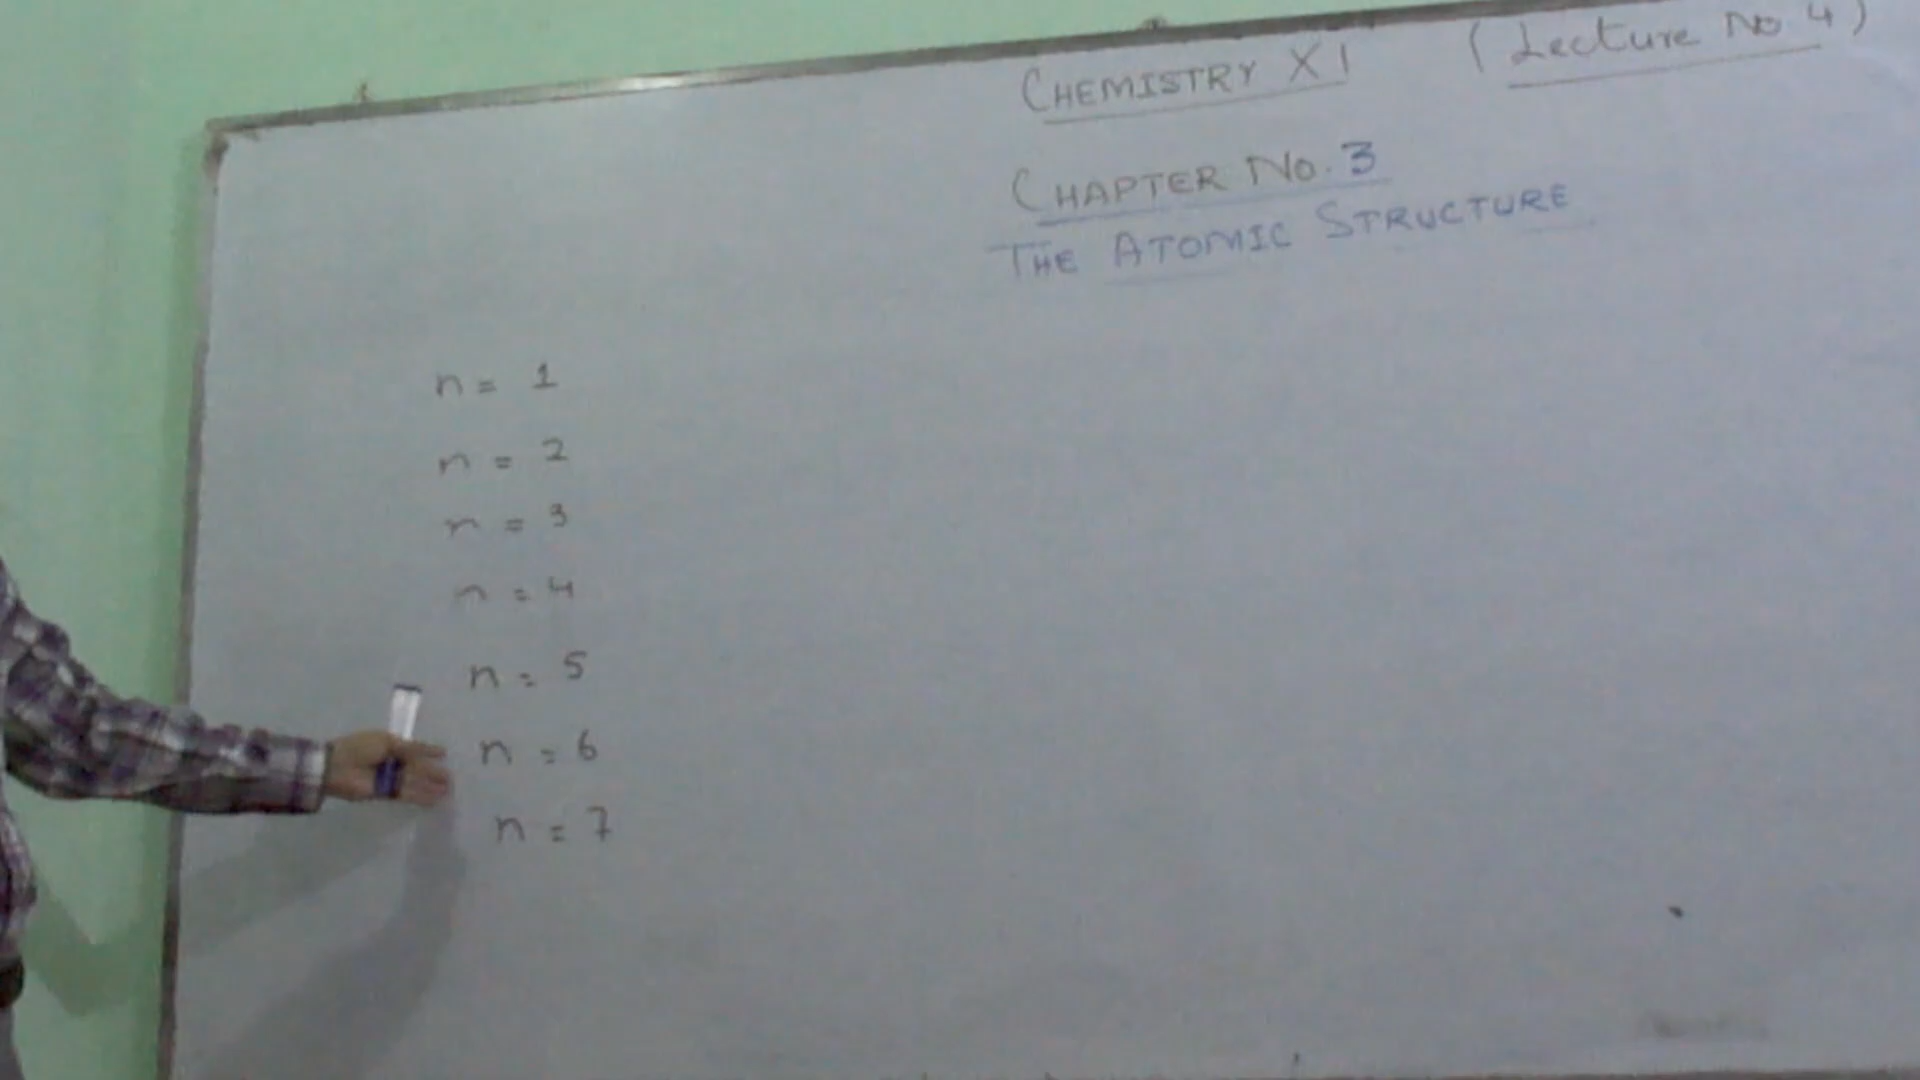 CHEMISTRY XI (Lecture No 4)
CHAPTER No. 3
THE ATOMIC STRUCTURE
n = 1
n = 2
n = 3
n = 4
n = 5
n = 6
n = 7